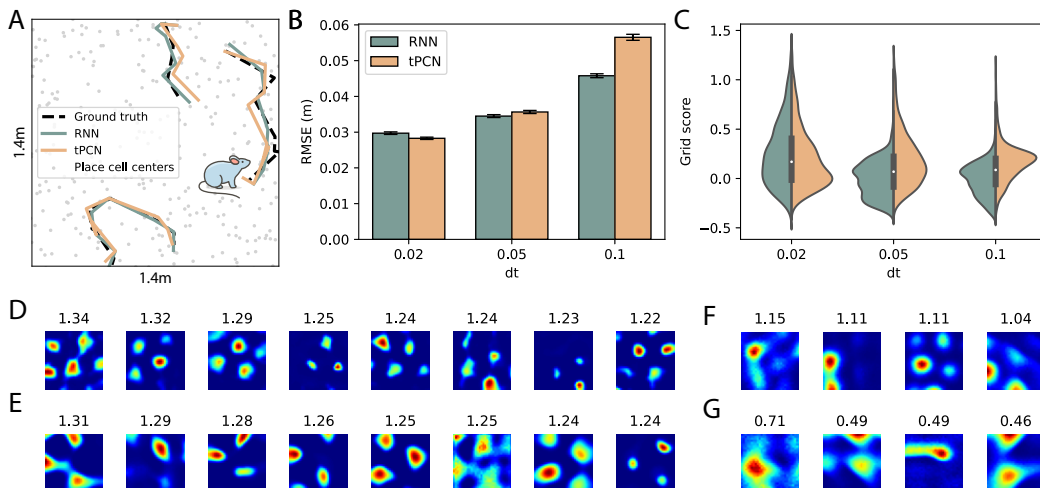 A
1.4m
Ground truth
RNN
tPCN
Place cell centers
1.4m
B
RMSE (m)
0.06
0.05
0.04
0.03
0.02
0.01
0.00
RNN
tPCN
0.02 0.05 0.1
dt
C
Grid score
1.5
1.0
0.5
0.0
−0.5
0.02 0.05 0.1
dt
D
1.34 1.32 1.29 1.25 1.24 1.24 1.23 1.22
E
1.31 1.29 1.28 1.26 1.25 1.25 1.24 1.24
F
1.15 1.11 1.11 1.04
G
0.71 0.49 0.49 0.46